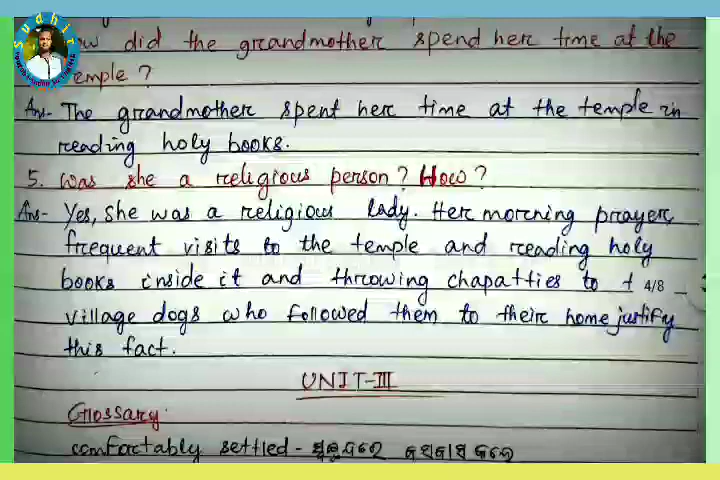 Sudhir
ow did the grandmother spend her time at the
emple?
Ans- The grandmother spent her time at the temple in
reading holy books.
5. Was she a religious person? How?
Ans- Yes, she was a religious lady. Her morning prayer,
frequent visits to the temple and reading holy
books inside it and throwing chapatties to t 4/8
village dogs who followed them to their home justify
this fact.
UNIT-III
Glossary
comfortably settled -